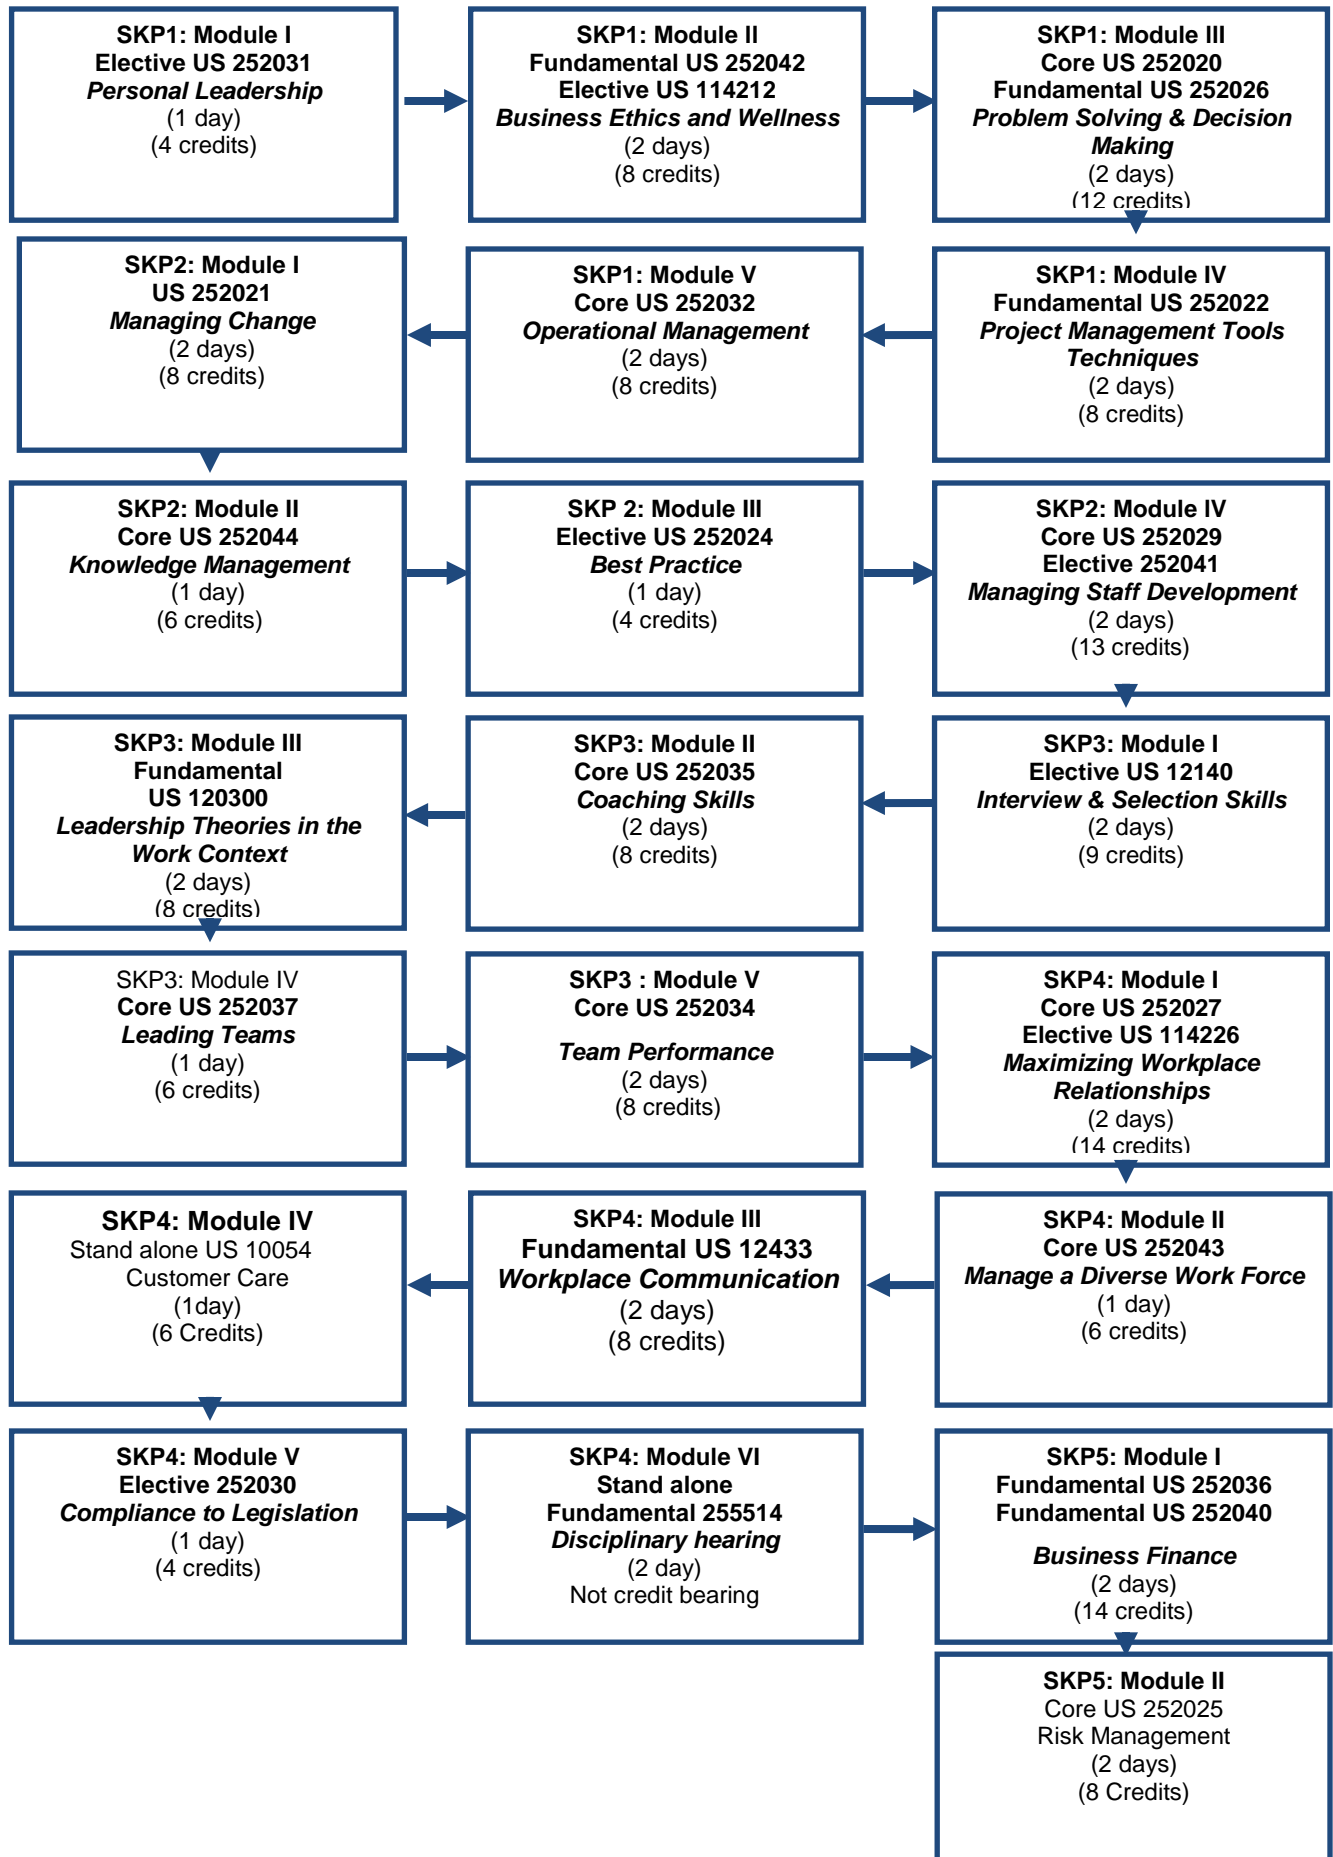 SKP1: Module I
Elective US 252031
Personal Leadership
(1 day)
(4 credits)
SKP1: Module II
Fundamental US 252042
Elective US 114212
Business Ethics and Wellness
(2 days)
(8 credits)
SKP1: Module III
Core US 252020
Fundamental US 252026
Problem Solving & Decision
Making
(2 days)
(12 credits)
SKP1: Module IV
Fundamental US 252022
Project Management Tools
Techniques
(2 days)
(8 credits)
SKP1: Module V
Core US 252032
Operational Management
(2 days)
(8 credits)
SKP2: Module I
US 252021
Managing Change
(2 days)
(8 credits)
SKP2: Module II
Core US 252044
Knowledge Management
(1 day)
(6 credits)
SKP 2: Module III
Elective US 252024
Best Practice
(1 day)
(4 credits)
SKP2: Module IV
Core US 252029
Elective 252041
Managing Staff Development
(2 days)
(13 credits)
SKP3: Module I
Elective US 12140
Interview & Selection Skills
(2 days)
(9 credits)
SKP3: Module II
Core US 252035
Coaching Skills
(2 days)
(8 credits)
SKP3: Module III
Fundamental
US 120300
Leadership Theories in the
Work Context
(2 days)
(8 credits)
SKP3: Module IV
Core US 252037
Leading Teams
(1 day)
(6 credits)
SKP3 : Module V
Core US 252034
Team Performance
(2 days)
(8 credits)
SKP4: Module I
Core US 252027
Elective US 114226
Maximizing Workplace
Relationships
(2 days)
(14 credits)
SKP4: Module II
Core US 252043
Manage a Diverse Work Force
(1 day)
(6 credits)
SKP4: Module III
Fundamental US 12433
Workplace Communication
(2 days)
(8 credits)
SKP4: Module IV
Stand alone US 10054
Customer Care
(1day)
(6 Credits)
SKP4: Module V
Elective 252030
Compliance to Legislation
(1 day)
(4 credits)
SKP4: Module VI
Stand alone
Fundamental 255514
Disciplinary hearing
(2 day)
Not credit bearing
SKP5: Module I
Fundamental US 252036
Fundamental US 252040
Business Finance
(2 days)
(14 credits)
SKP5: Module II
Core US 252025
Risk Management
(2 days)
(8 Credits)